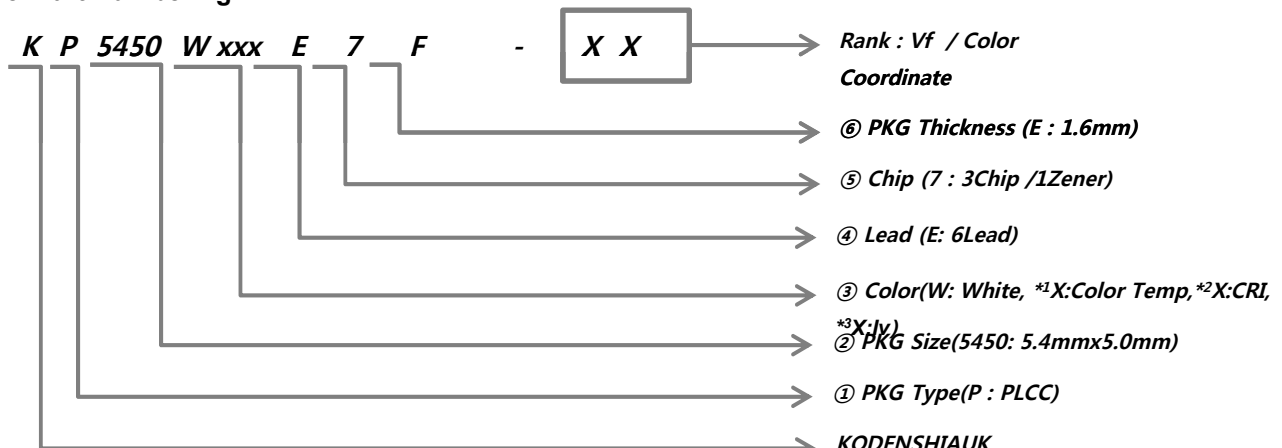 K P 5450 W xxx E 7 F - X X
Rank : Vf / Color
Coordinate
⑥ PKG Thickness (E : 1.6mm)
⑤ Chip (7 : 3Chip /1Zener)
④ Lead (E: 6Lead)
③ Color(W: White, *1X:Color Temp,*2X:CRI,
*3X:Iv)
② PKG Size(5450: 5.4mmx5.0mm)
① PKG Type(P : PLCC)
KODENSHIAUK